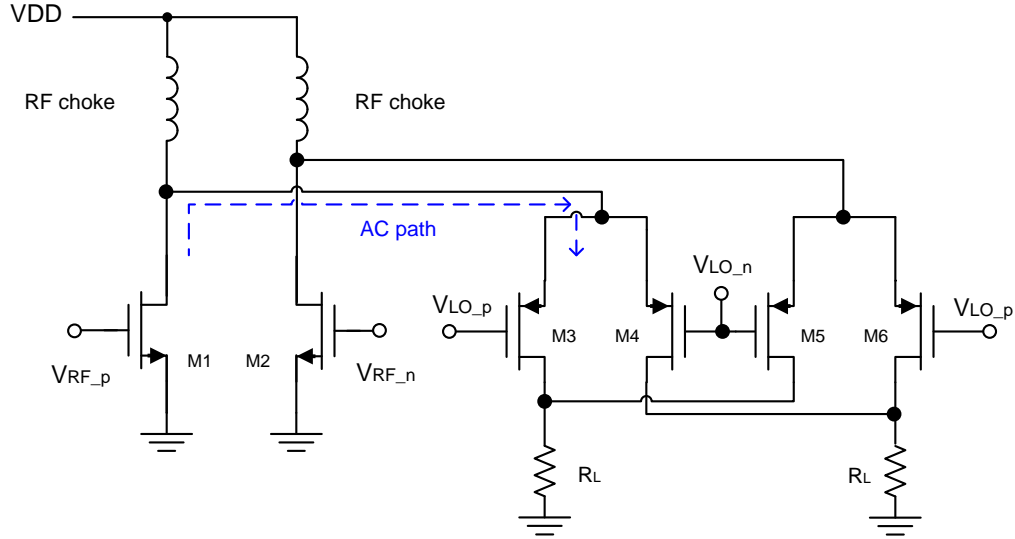 VDD
RF choke
RF choke
AC path
VLO_n
VLO_p
VLO_p
M3
M4
M5
M6
M1
M2
VRF_p
VRF_n
RL
RL